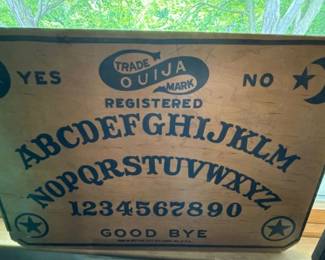 YES TRADE OUIJA MARK NO
REGISTERED
ABCDEFGHIJKLM
NOPQRSTUVWXYZ
1234567890
GOOD BYE